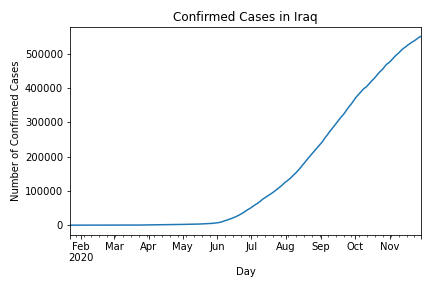 Confirmed Cases in Iraq
Number of Confirmed Cases
500000
400000
300000
200000
100000
0
Feb Mar Apr May Jun Jul Aug Sep Oct Nov
2020
Day